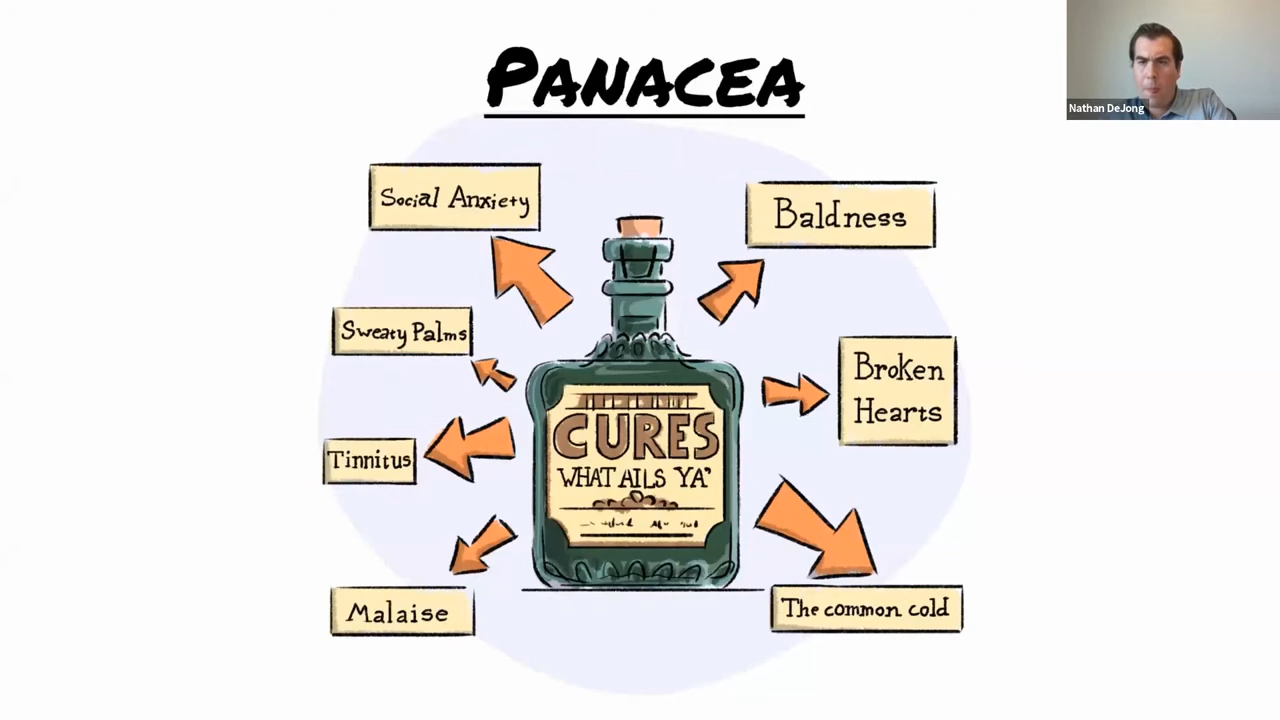 PANACEA
Nathan DeJong
Social Anxiety
Baldness
Sweaty Palms
Broken
Hearts
CURES
WHAT AILS YA'
Tinnitus
Malaise
The common cold